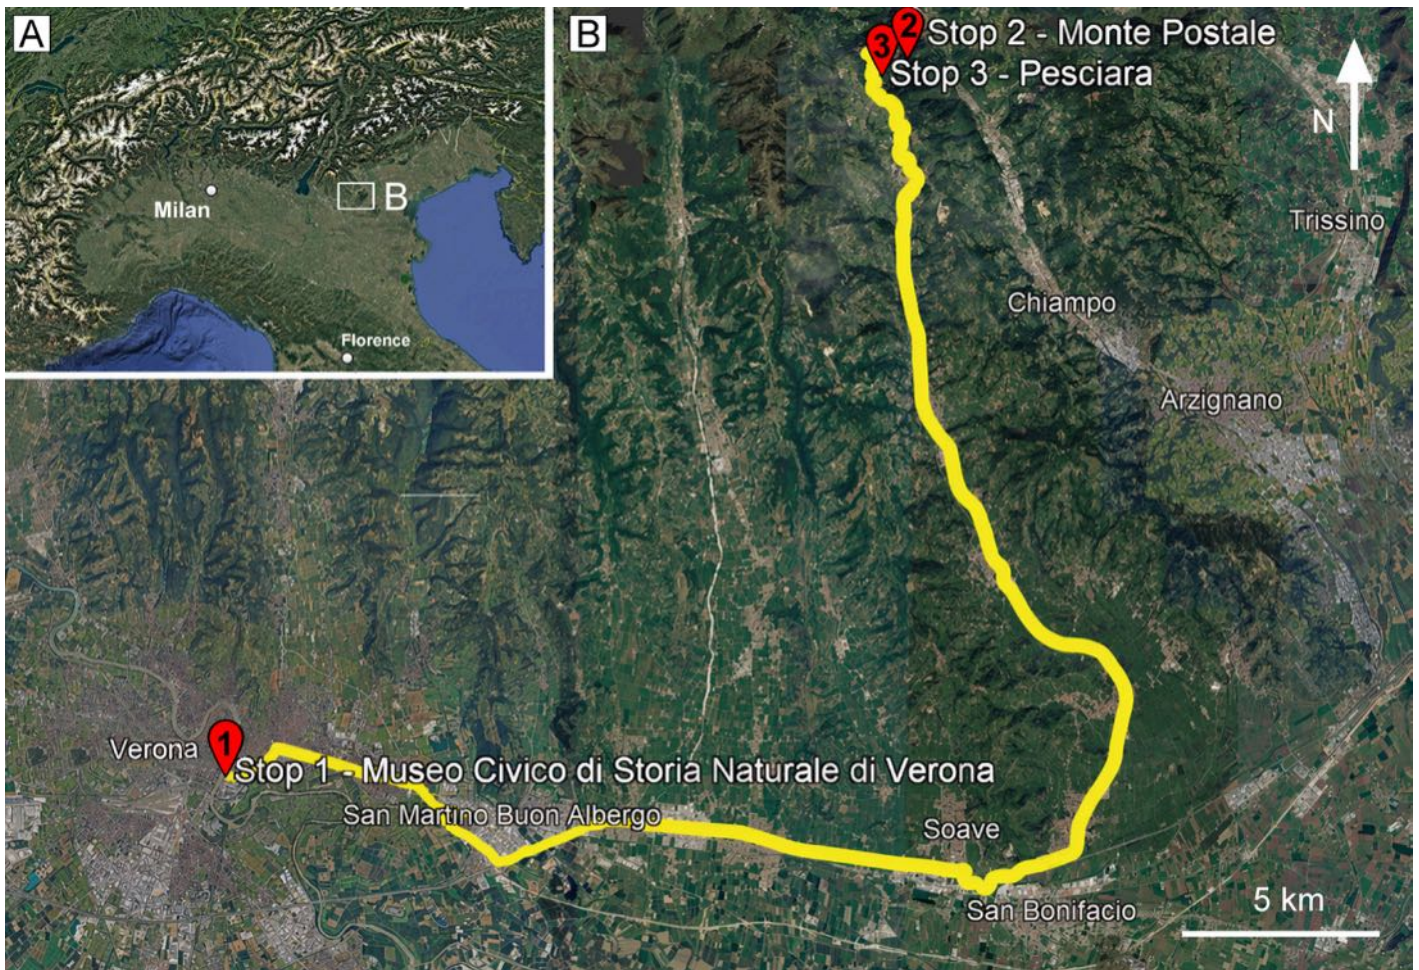 A
Milan
B
Florence
B
2
Stop 2 - Monte Postale
3
Stop 3 - Pesciara
N
Trissino
Chiampo
Arzignano
Verona
1
Stop 1 - Museo Civico di Storia Naturale di Verona
San Martino Buon Albergo
Soave
San Bonifacio
5 km